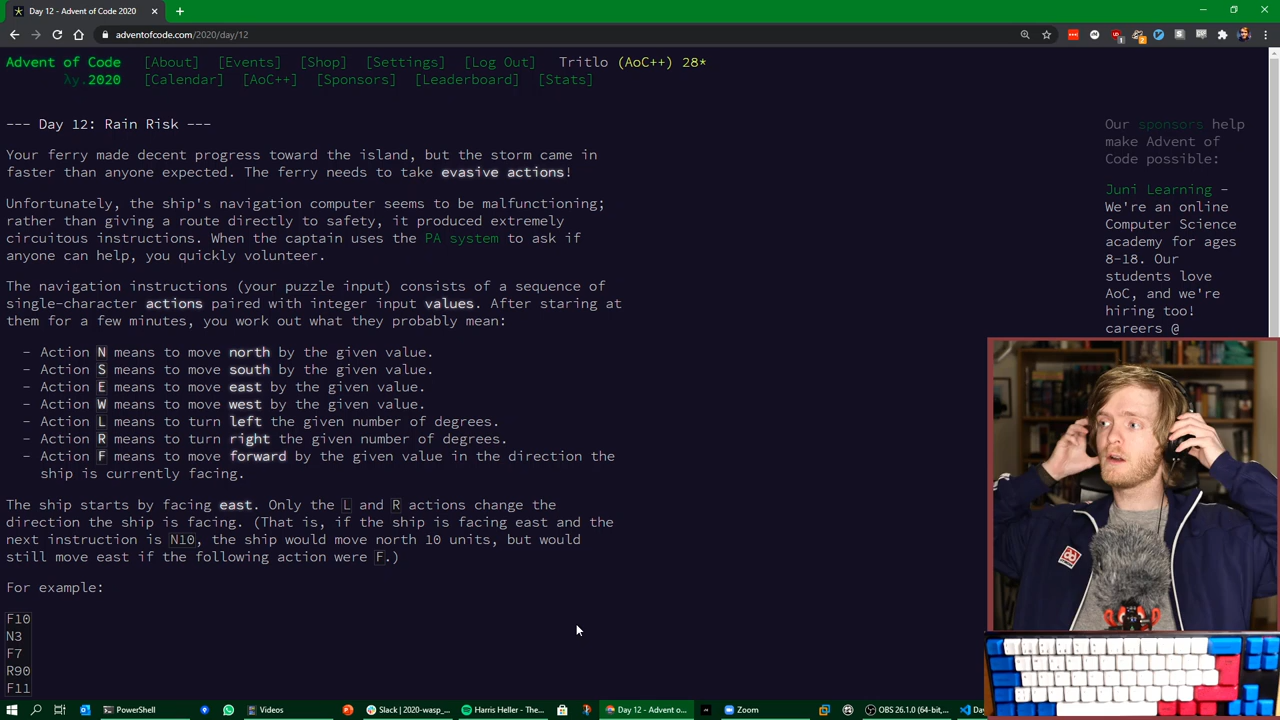 Day 12 - Advent of Code 2020
adventofcode.com/2020/day/12
Advent of Code [About] [Events] [Shop] [Settings] [Log Out] Tritlo (AoC++) 28*
λy.2020 [Calendar] [AoC++] [Sponsors] [Leaderboard] [Stats]
--- Day 12: Rain Risk ---
Your ferry made decent progress toward the island, but the storm came in
faster than anyone expected. The ferry needs to take evasive actions!
Unfortunately, the ship's navigation computer seems to be malfunctioning;
rather than giving a route directly to safety, it produced extremely
circuitous instructions. When the captain uses the PA system to ask if
anyone can help, you quickly volunteer.
The navigation instructions (your puzzle input) consists of a sequence of
single-character actions paired with integer input values. After staring at
them for a few minutes, you work out what they probably mean:
- Action N means to move north by the given value.
- Action S means to move south by the given value.
- Action E means to move east by the given value.
- Action W means to move west by the given value.
- Action L means to turn left the given number of degrees.
- Action R means to turn right the given number of degrees.
- Action F means to move forward by the given value in the direction the
ship is currently facing.
The ship starts by facing east. Only the L and R actions change the
direction the ship is facing. (That is, if the ship is facing east and the
next instruction is N10, the ship would move north 10 units, but would
still move east if the following action were F.)
For example:
F10
N3
F7
R90
F11
Our sponsors help
make Advent of
Code possible:
Juni Learning -
We're an online
Computer Science
academy for ages
8-18. Our
students love
AoC, and we're
hiring too!
careers @
PowerShell
Videos
Slack | 2020-wasp_...
Harris Heller - The...
Day 12 - Advent o...
Zoom
OBS 26.1.0 (64-bit,...